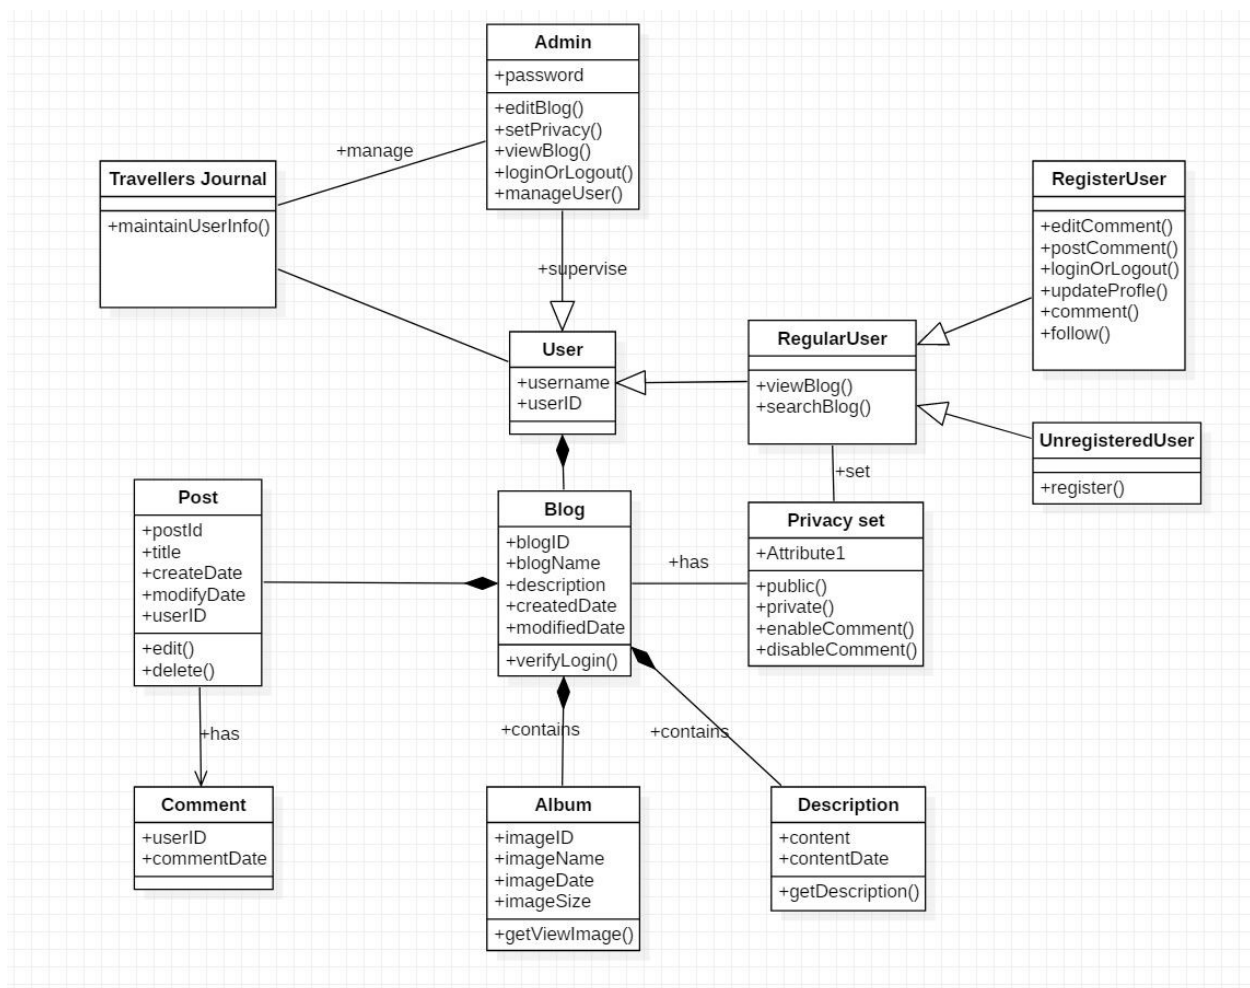 Admin
+password
+editBlog()
+setPrivacy()
+viewBlog()
+loginOrLogout()
+manageUser()
+manage
Travellers Journal
+maintainUserInfo()
+supervise
RegisterUser
+editComment()
+postComment()
+loginOrLogout()
+updateProfle()
+comment()
+follow()
User
+username
+userID
RegularUser
+viewBlog()
+searchBlog()
UnregisteredUser
+register()
+set
Post
+postId
+title
+createDate
+modifyDate
+userID
+edit()
+delete()
Blog
+blogID
+blogName
+description
+createdDate
+modifiedDate
+verifyLogin()
+has
Privacy set
+Attribute1
+public()
+private()
+enableComment()
+disableComment()
+has
+contains
+contains
Comment
+userID
+commentDate
Album
+imageID
+imageName
+imageDate
+imageSize
+getViewImage()
Description
+content
+contentDate
+getDescription()